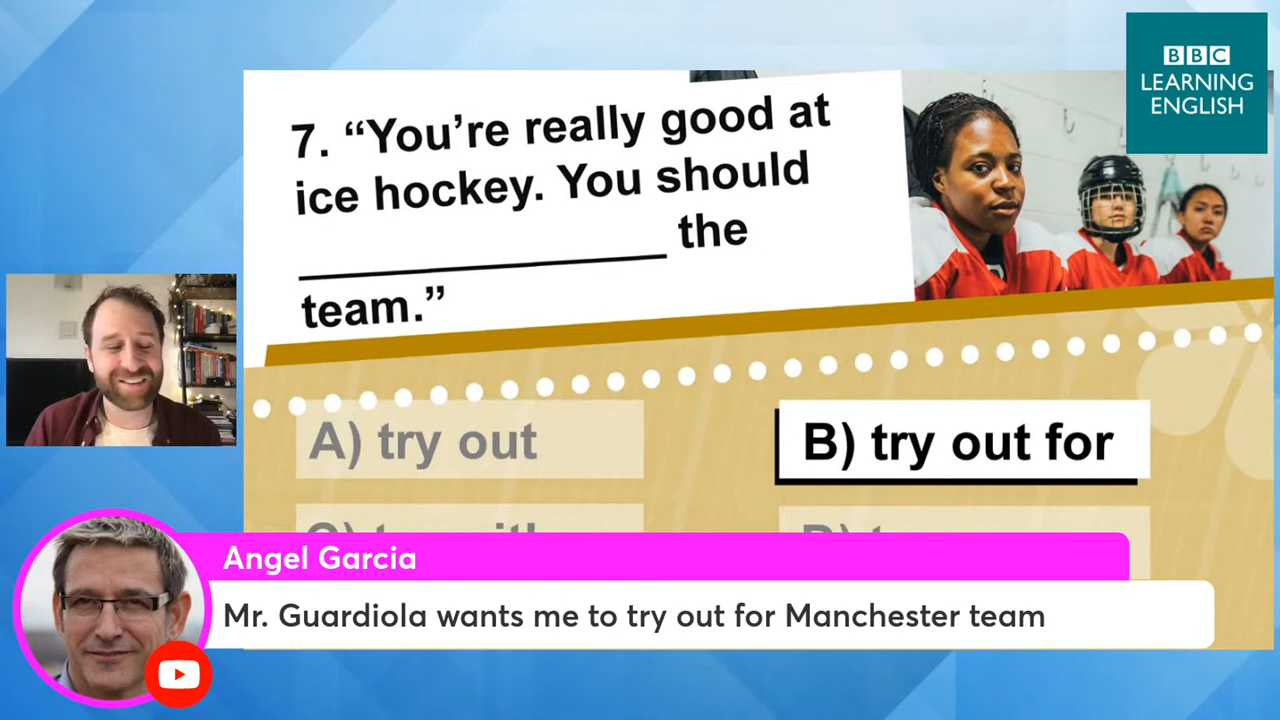 BBC
LEARNING
ENGLISH
7. “You’re really good at
ice hockey. You should
_______________ the
team.”
A) try out
B) try out for
Angel Garcia
Mr. Guardiola wants me to try out for Manchester team